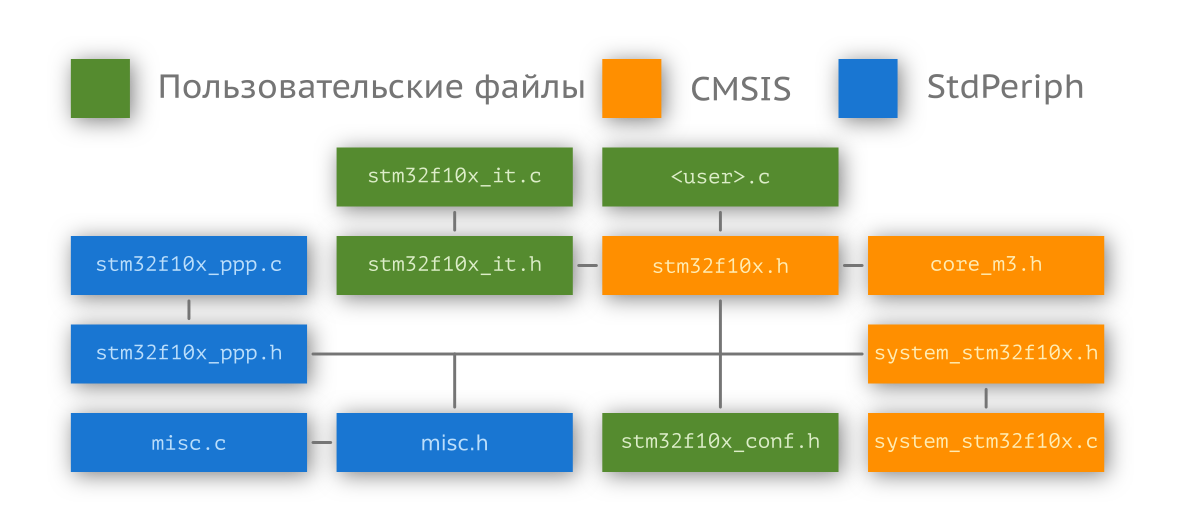 Пользовательские файлы CMSIS StdPeriph
stm32f10x_it.c <user>.c
stm32f10x_ppp.c stm32f10x_it.h stm32f10x.h core_m3.h
stm32f10x_ppp.h system_stm32f10x.h
misc.c misc.h stm32f10x_conf.h system_stm32f10x.c